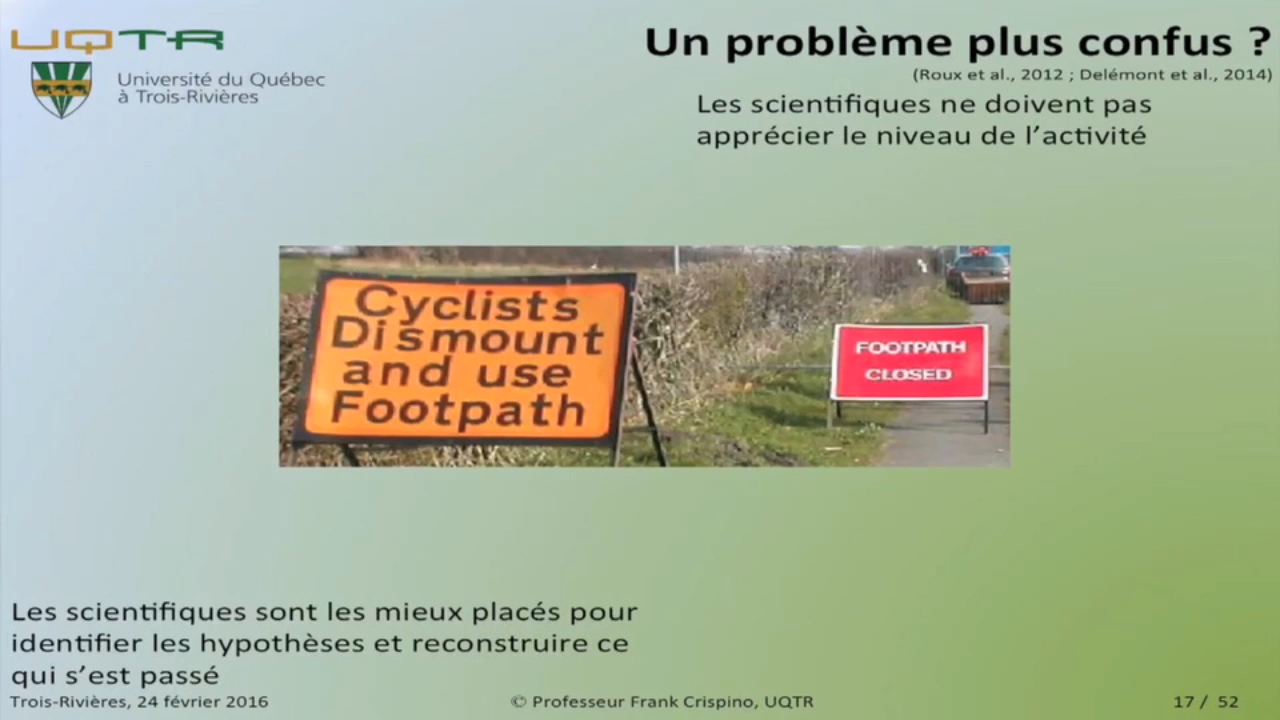 UQTR
Université du Québec
à Trois-Rivières
Un problème plus confus ?
(Roux et al., 2012 ; Delémont et al., 2014)
Les scientifiques ne doivent pas
apprécier le niveau de l’activité
Cyclists
Dismount
and use
Footpath
FOOTPATH
CLOSED
Les scientifiques sont les mieux placés pour
identifier les hypothèses et reconstruire ce
qui s’est passé
Trois-Rivières, 24 février 2016
© Professeur Frank Crispino, UQTR
17 / 52